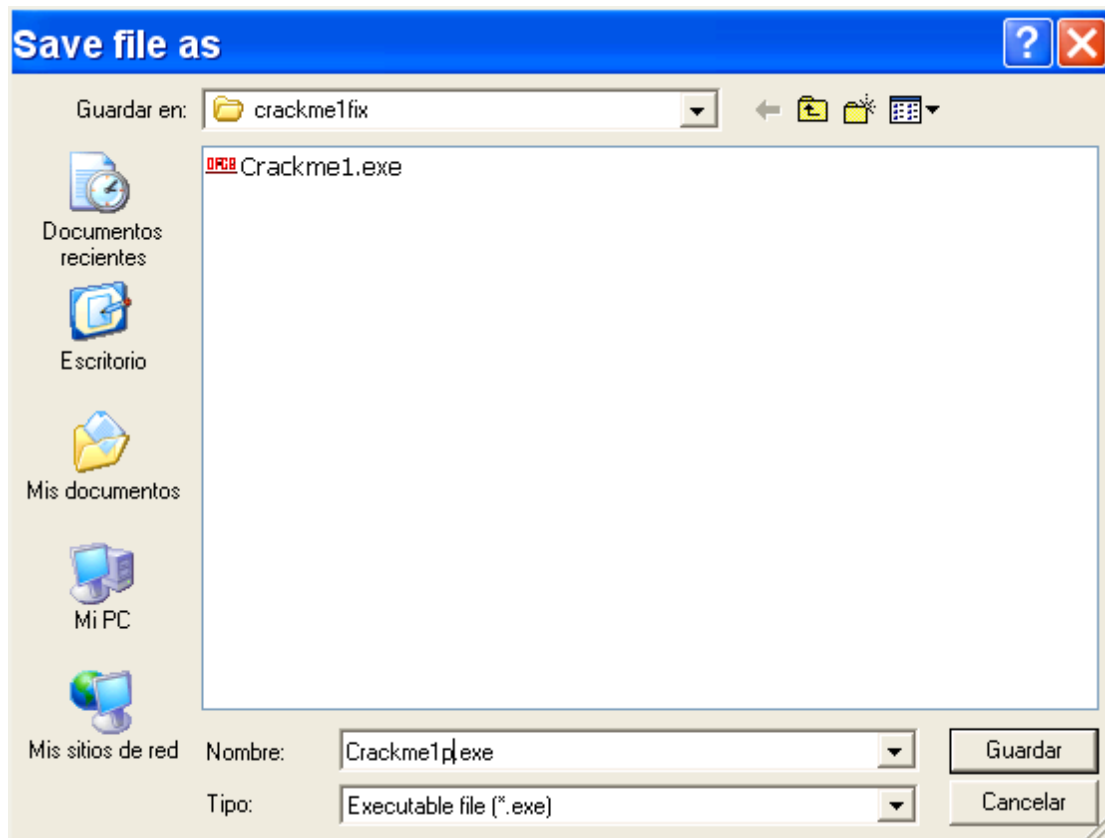 Save file as
Guardar en:
crackme1fix
Crackme1.exe
Documentos
recientes
Escritorio
Mis documentos
Mi PC
Mis sitios de red
Nombre:
Crackme1p.exe
Guardar
Tipo:
Executable file (*.exe)
Cancelar